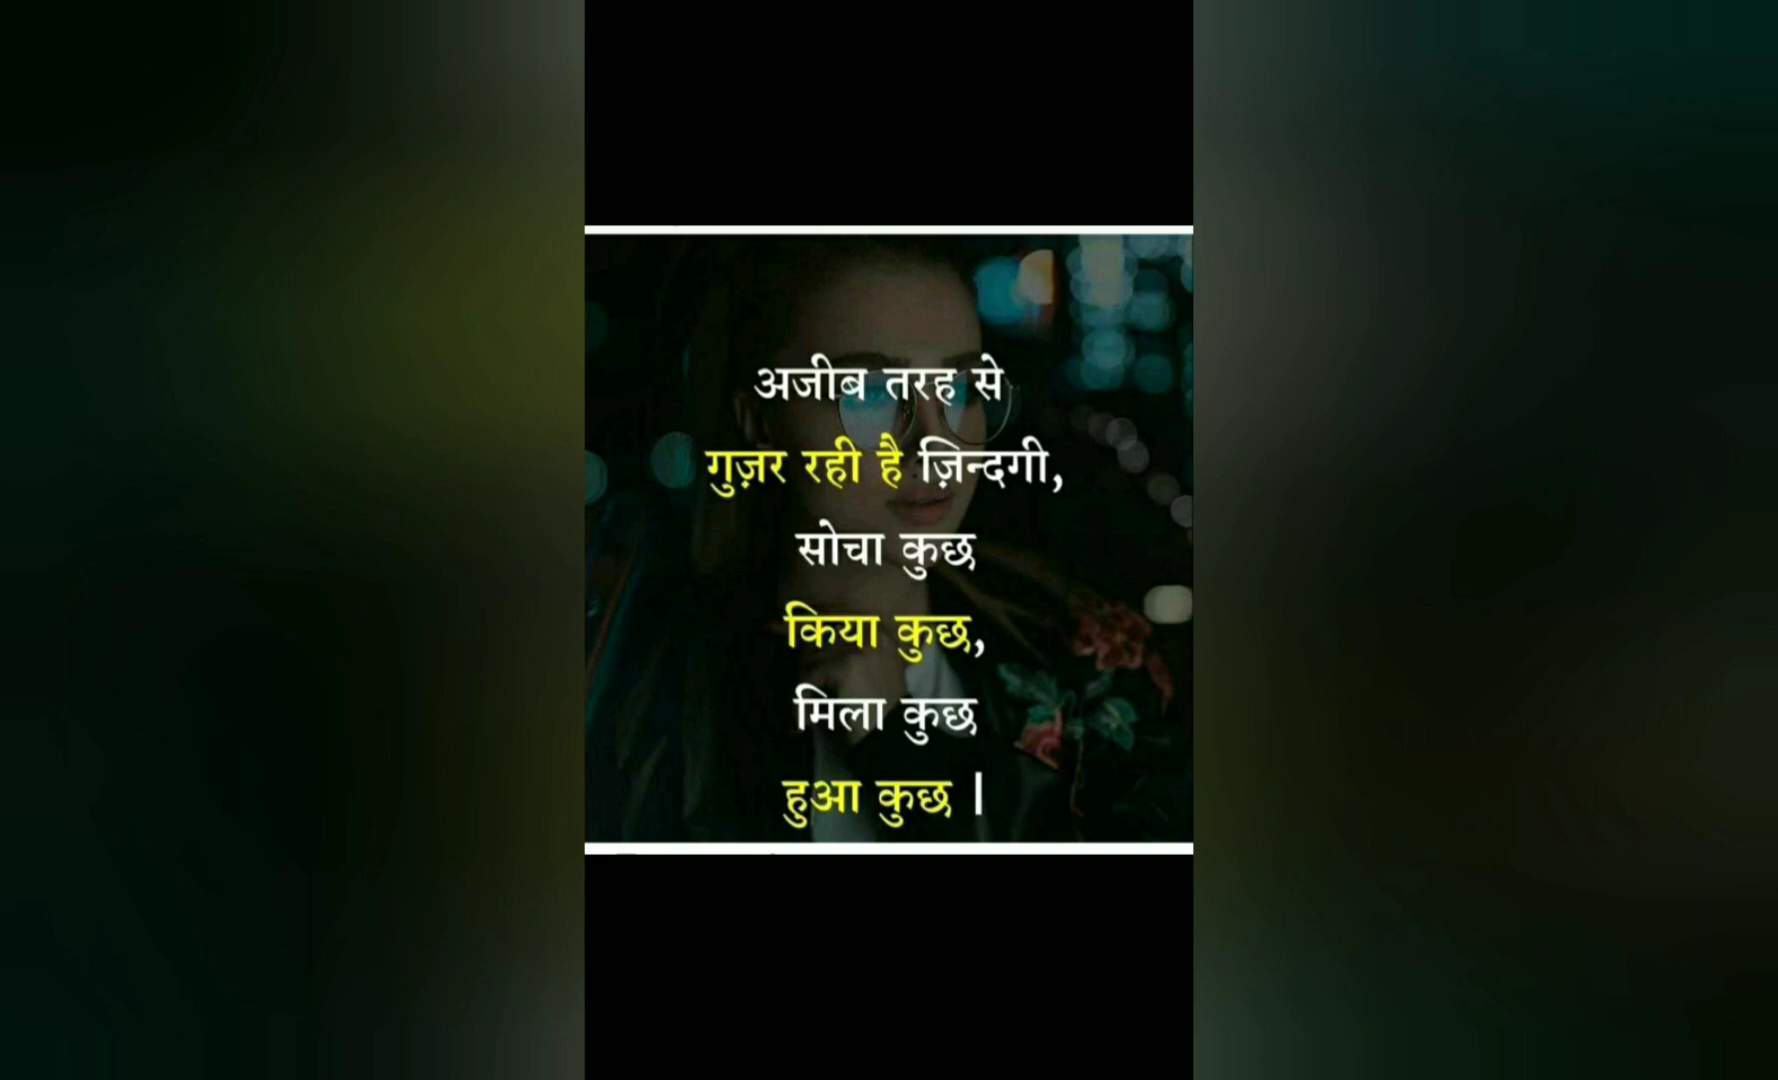 अजीब तरह से
गुज़र रही है ज़िन्दगी,
सोचा कुछ
किया कुछ,
मिला कुछ
हुआ कुछ |